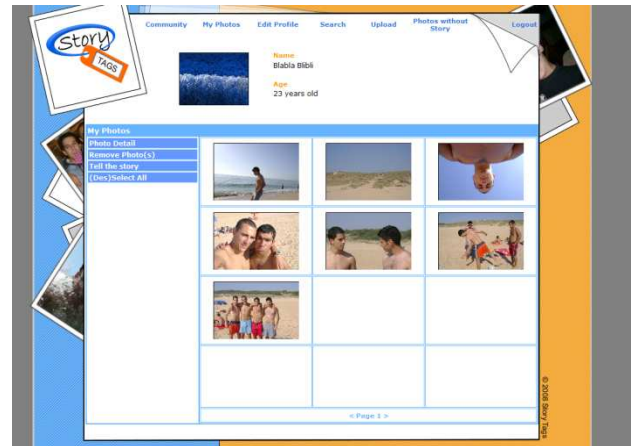 Story
TAGS
Community My Photos Edit Profile Search Upload Photos without Story Logout
Name
Blabla Blibli
Age
23 years old
My Photos
Photo Detail
Remove Photo(s)
Tell the story
(Des)Select All
< Page 1 >
© 2006 Story Tags